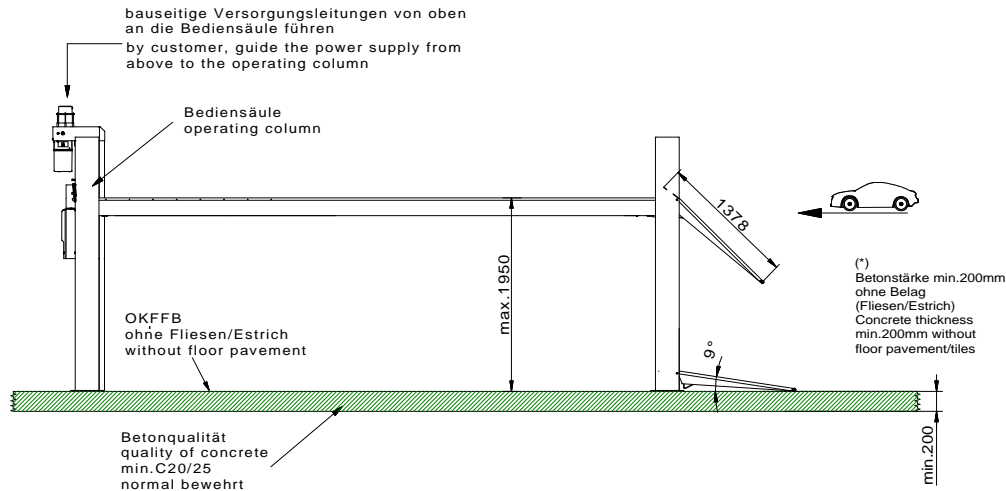 bauseitige Versorgungsleitungen von oben
an die Bediensäule führen
by customer, guide the power supply from
above to the operating column
Bediensäule
operating column
1378
max.1950
(*)
Betonstärke min.200mm
ohne Belag
(Fliesen/Estrich)
Concrete thickness
min.200mm without
floor pavement/tiles
OKFFB
ohne Fliesen/Estrich
without floor pavement
9°
Betonqualität
quality of concrete
min.C20/25
normal bewehrt
min.200